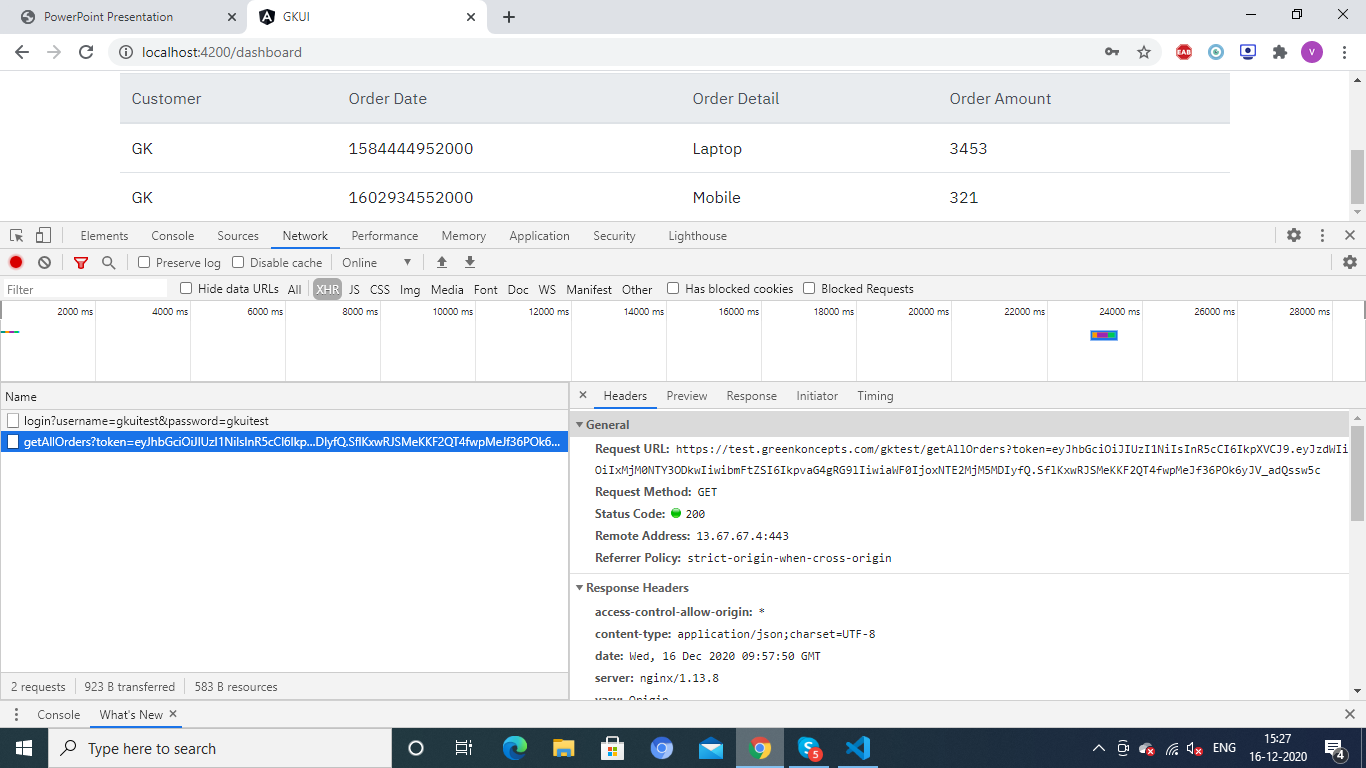 PowerPoint Presentation
GKUI
localhost:4200/dashboard
EAB
V
Customer Order Date Order Detail Order Amount
GK 1584444952000 Laptop 3453
GK 1602934552000 Mobile 321
Elements Console Sources Network Performance Memory Application Security Lighthouse
Preserve log Disable cache Online
Filter Hide data URLs All XHR JS CSS Img Media Font Doc WS Manifest Other Has blocked cookies Blocked Requests
2000 ms 4000 ms 6000 ms 8000 ms 10000 ms 12000 ms 14000 ms 16000 ms 18000 ms 20000 ms 22000 ms 24000 ms 26000 ms 28000 ms
Name
login?username=gkuitest&password=gkuitest
getAllOrders?token=eyJhbGciOiJIUzI1NiIsInR5cCI6Ikp...DIyfQ.SflKxwRJSMeKKF2QT4fwpMeJf36POk6...
2 requests 923 B transferred 583 B resources
Headers Preview Response Initiator Timing
General
Request URL: https://test.greenkoncepts.com/gktest/getAllOrders?token=eyJhbGciOiJIUzI1NiIsInR5cCI6IkpXVCJ9.eyJzdWIi
OiIxMjM0NTY3ODkwIiwibmFtZSI6IkpvaG4gRG9lIiwiaWF0IjoxNTE2MjM5MDIyfQ.SflKxwRJSMeKKF2QT4fwpMeJf36POk6yJV_adQssw5c
Request Method: GET
Status Code: 200
Remote Address: 13.67.67.4:443
Referrer Policy: strict-origin-when-cross-origin
Response Headers
access-control-allow-origin: *
content-type: application/json;charset=UTF-8
date: Wed, 16 Dec 2020 09:57:50 GMT
server: nginx/1.13.8
vary: Origin
Console What's New
Type here to search
5
ENG
15:27
16-12-2020
4